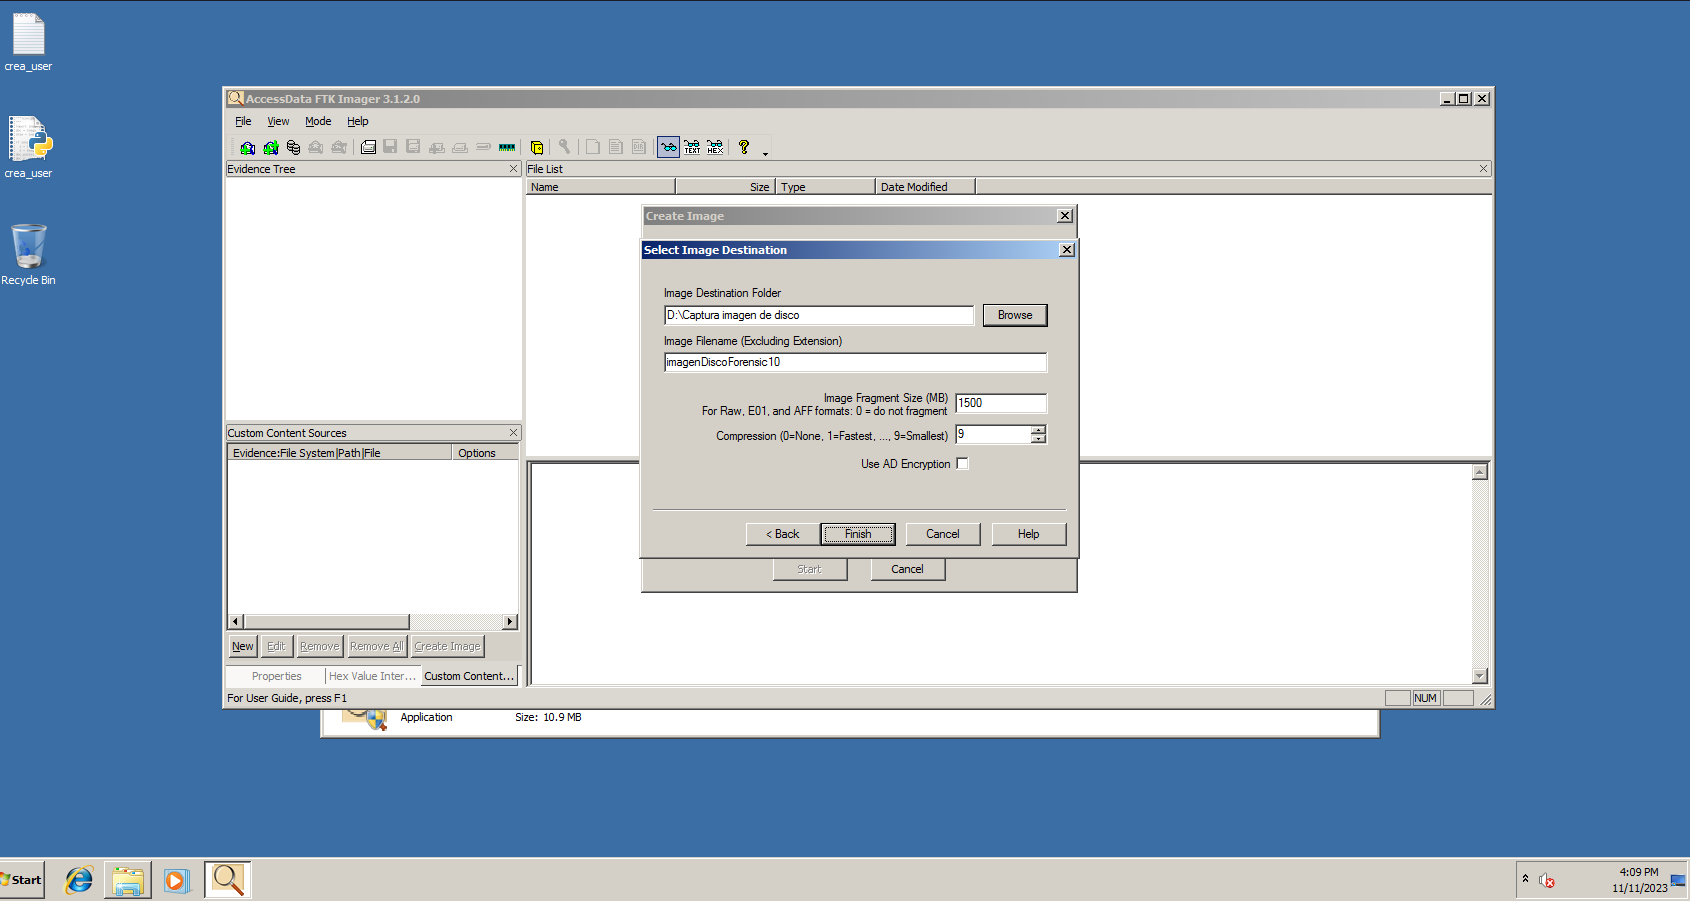 crea_user
crea_user
Recycle Bin
AccessData FTK Imager 3.1.2.0
File View Mode Help
TEXT HEX
Evidence Tree
File List
Name Size Type Date Modified
Create Image
Select Image Destination
Image Destination Folder
D:\Captura imagen de disco
Browse
Image Filename (Excluding Extension)
imagenDiscoForensic10
Image Fragment Size (MB)
For Raw, E01, and AFF formats: 0 = do not fragment
1500
Compression (0=None, 1=Fastest, ..., 9=Smallest)
9
Use AD Encryption
< Back Finish Cancel Help
Start Cancel
Custom Content Sources
Evidence:File System|Path|File Options
New Edit Remove Remove All Create Image
Properties Hex Value Inter... Custom Content...
For User Guide, press F1
NUM
Application Size: 10.9 MB
Start
4:09 PM
11/11/2023